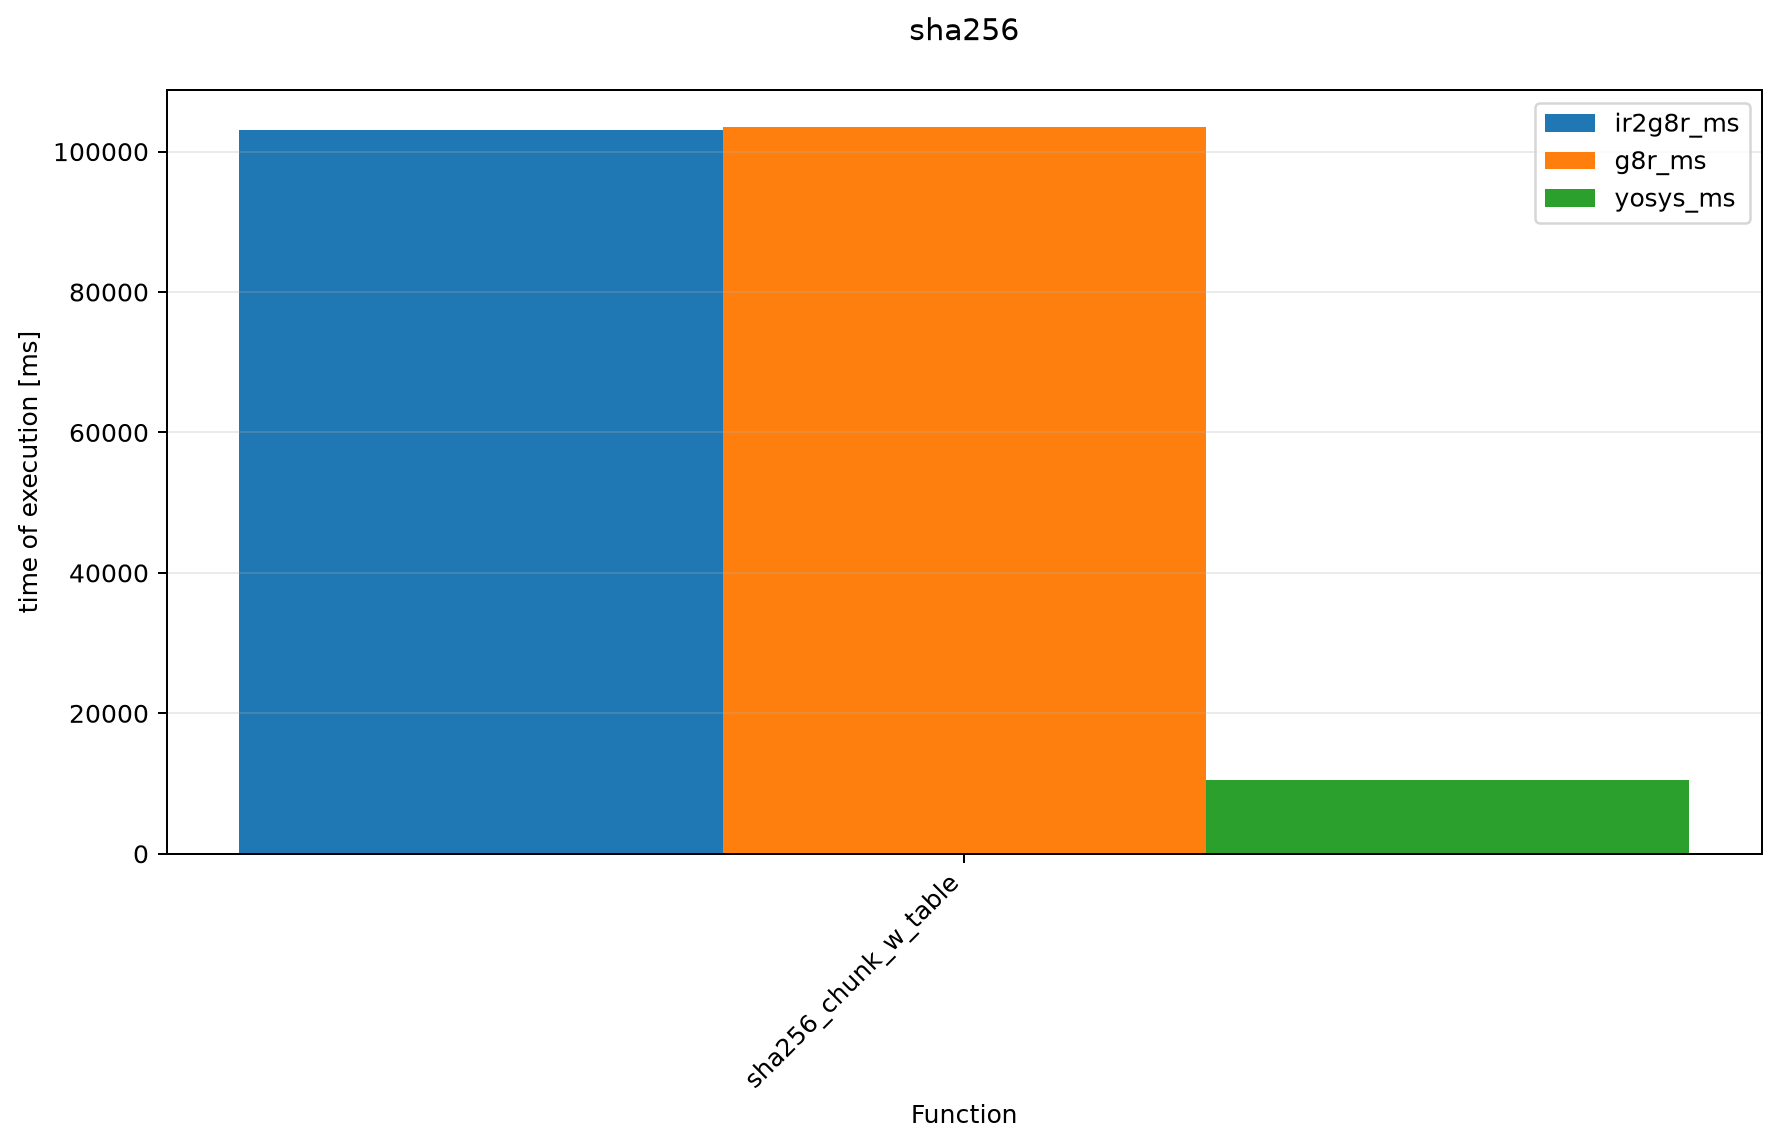 sha256
ir2g8r_ms
g8r_ms
yosys_ms
time of execution [ms]
100000
80000
60000
40000
20000
0
sha256_chunk_w_table
Function